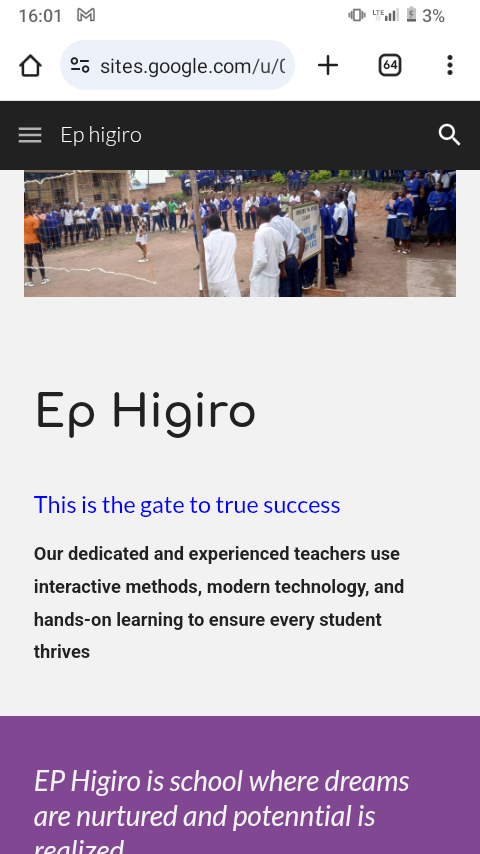 16:01
LTE
3%
sites.google.com/u/0
64
Ep higiro
Ep Higiro
This is the gate to true success
Our dedicated and experienced teachers use
interactive methods, modern technology, and
hands-on learning to ensure every student
thrives
EP Higiro is school where dreams
are nurtured and potenntial is
realized